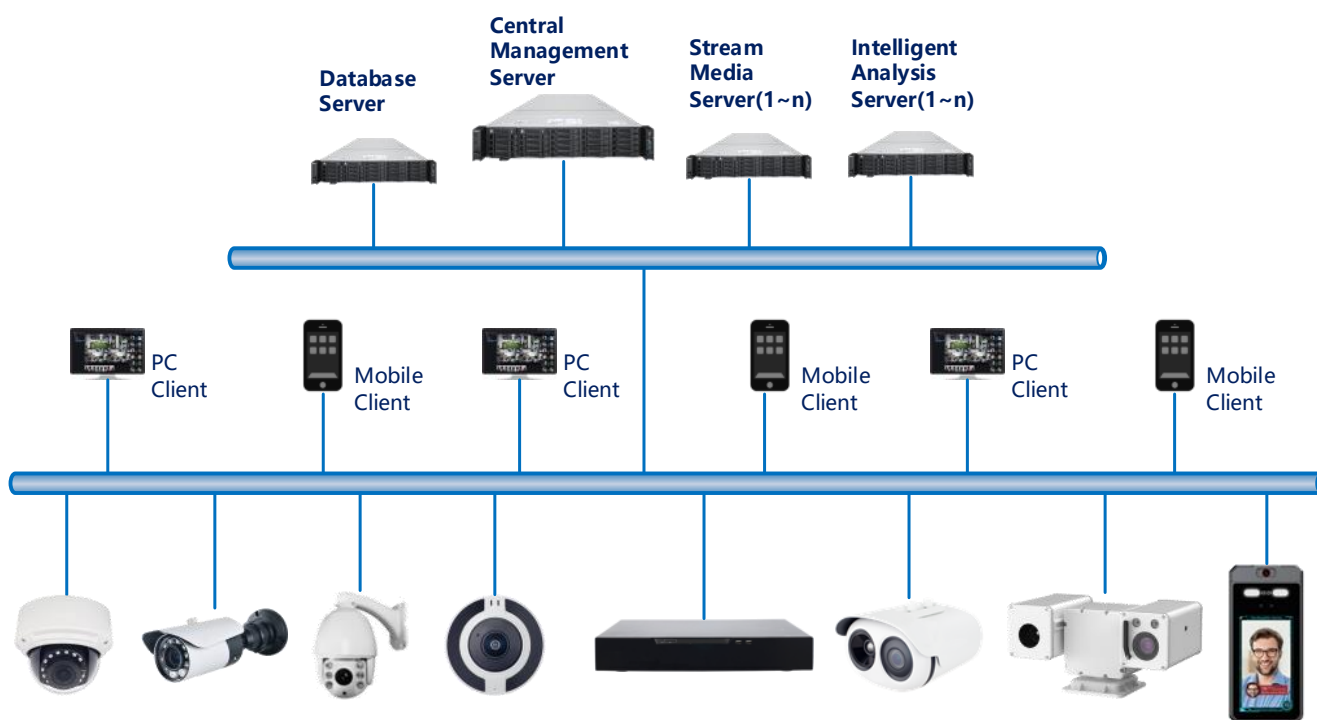 Database
Server
Central
Management
Server
Stream
Media
Server(1~n)
Intelligent
Analysis
Server(1~n)
PC
Client
Mobile
Client
PC
Client
Mobile
Client
PC
Client
Mobile
Client